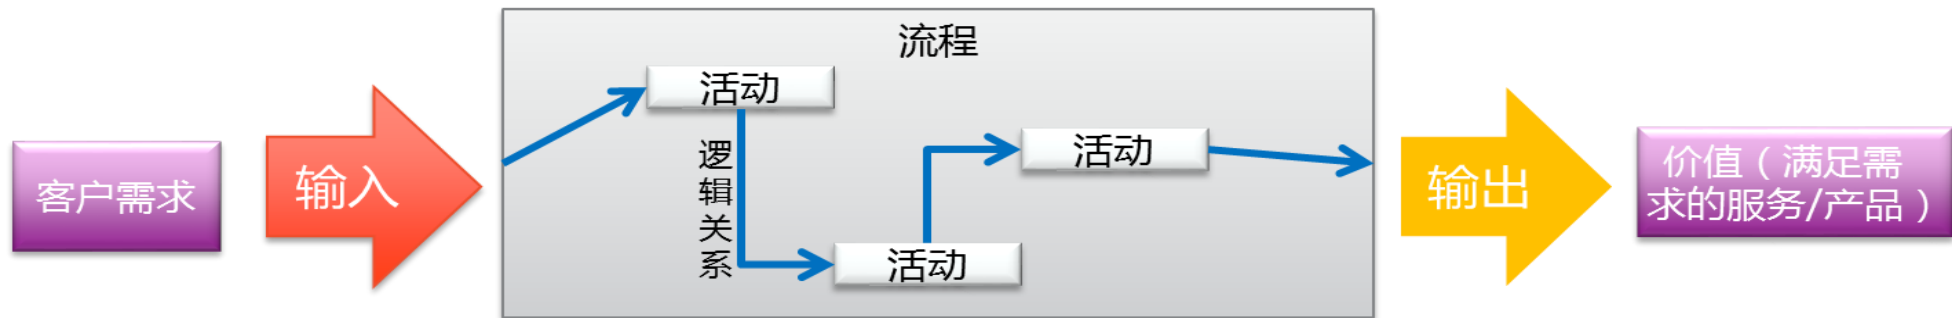 客户需求
输入
流程
活动
逻辑关系
活动
活动
输出
价值（满足需
求的服务/产品）